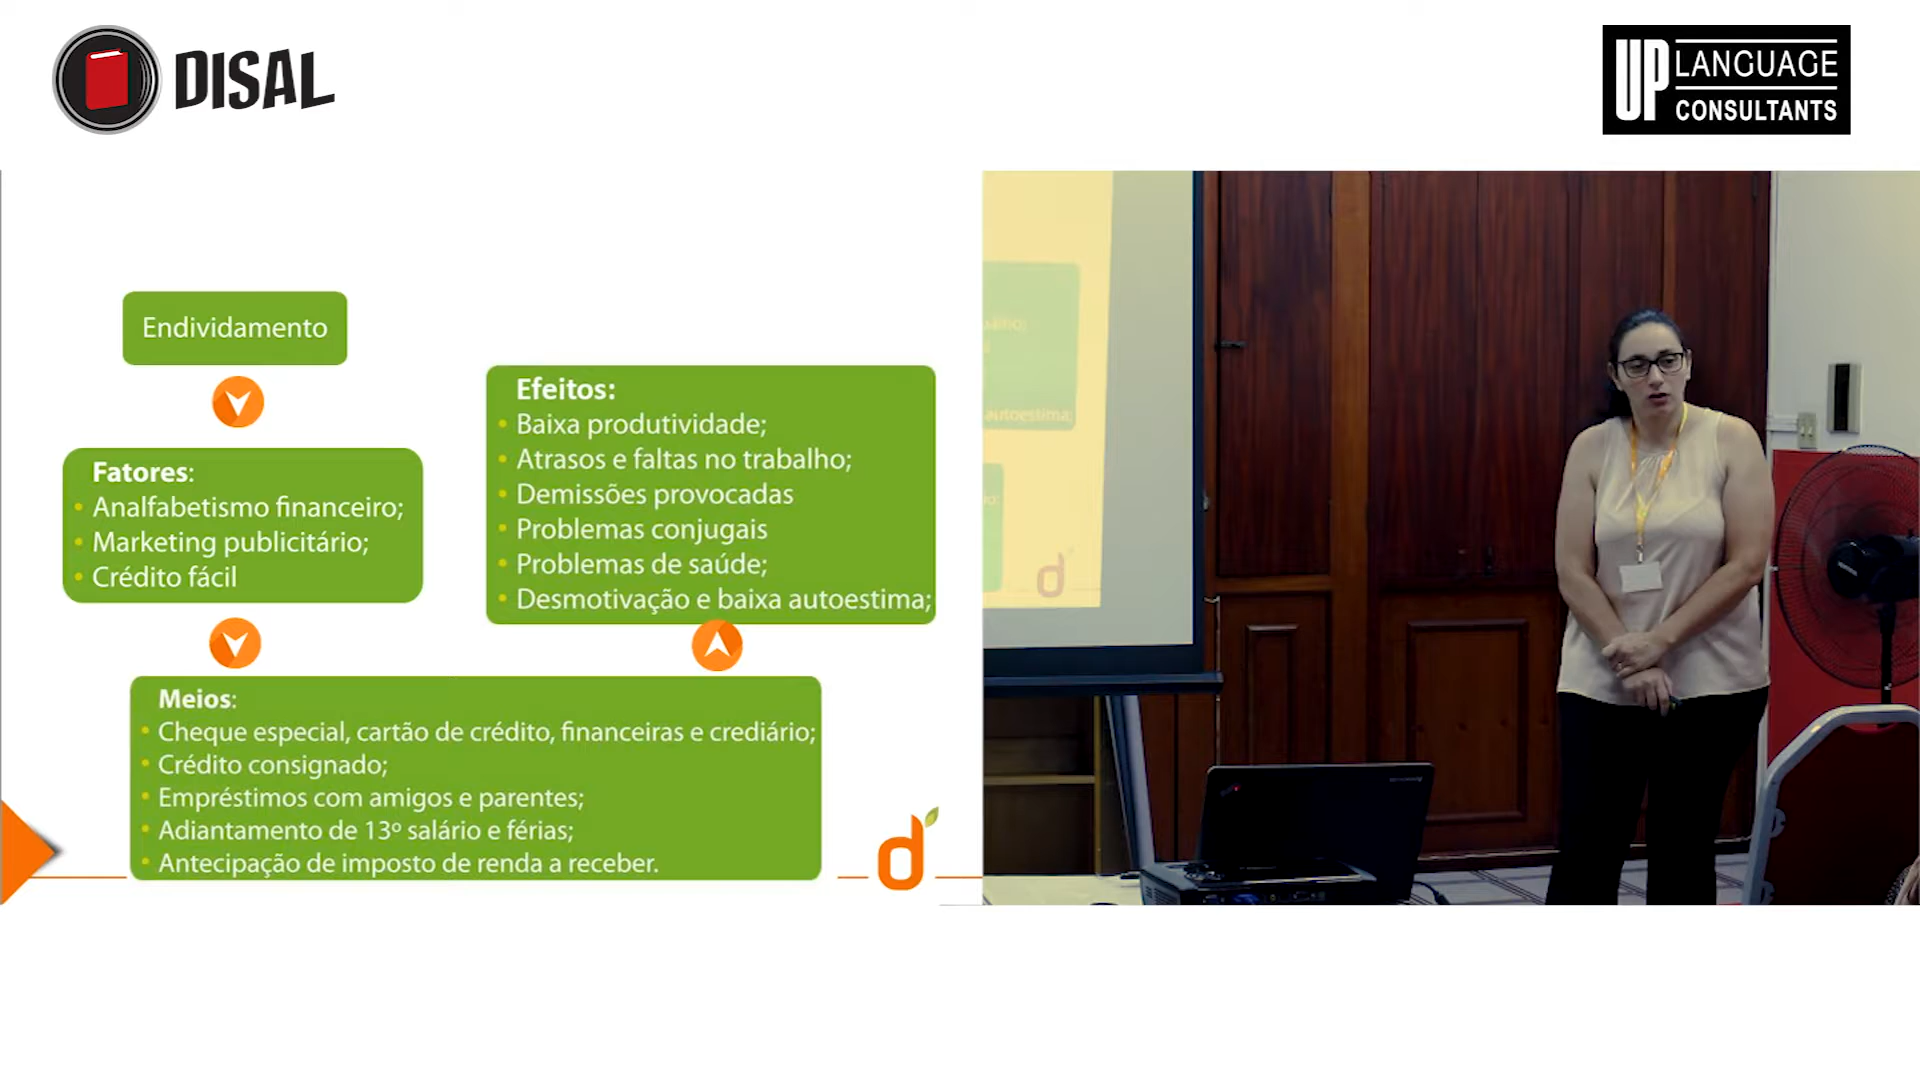 DISAL
UP LANGUAGE
CONSULTANTS
Endividamento
Fatores:
• Analfabetismo financeiro;
• Marketing publicitário;
• Crédito fácil
Efeitos:
• Baixa produtividade;
• Atrasos e faltas no trabalho;
• Demissões provocadas
• Problemas conjugais
• Problemas de saúde;
• Desmotivação e baixa autoestima;
Meios:
• Cheque especial, cartão de crédito, financeiras e crediário;
• Crédito consignado;
• Empréstimos com amigos e parentes;
• Adiantamento de 13º salário e férias;
• Antecipação de imposto de renda a receber.
d
autoestima;
d